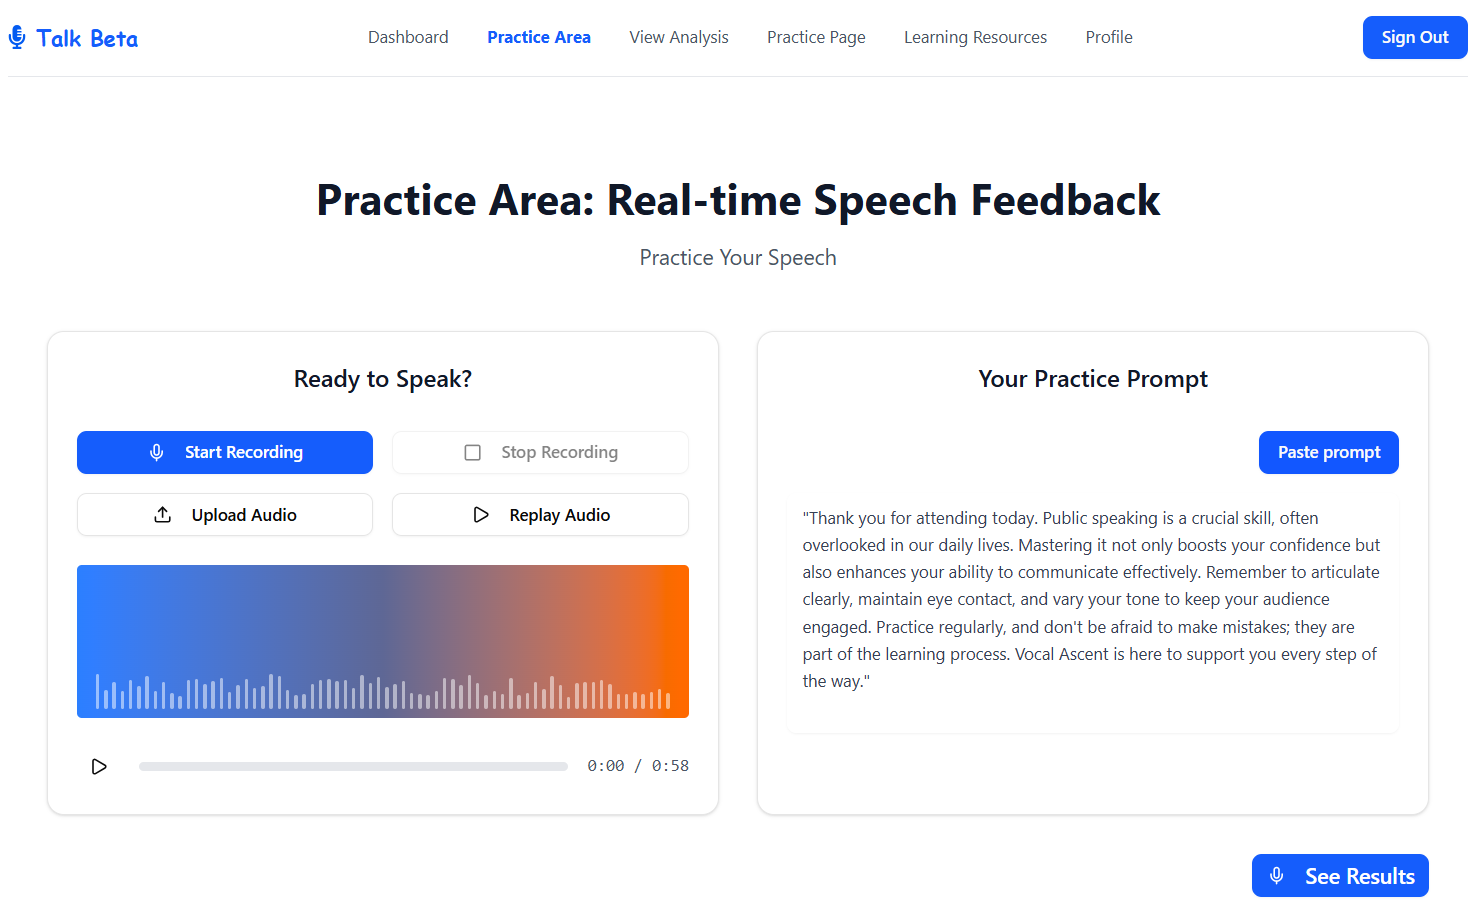 Talk Beta
Dashboard
Practice Area
View Analysis
Practice Page
Learning Resources
Profile
Sign Out
Practice Area: Real-time Speech Feedback
Practice Your Speech
Ready to Speak?
Start Recording
Stop Recording
Upload Audio
Replay Audio
0:00 / 0:58
Your Practice Prompt
Paste prompt
"Thank you for attending today. Public speaking is a crucial skill, often
overlooked in our daily lives. Mastering it not only boosts your confidence but
also enhances your ability to communicate effectively. Remember to articulate
clearly, maintain eye contact, and vary your tone to keep your audience
engaged. Practice regularly, and don't be afraid to make mistakes; they are
part of the learning process. Vocal Ascent is here to support you every step of
the way."
See Results